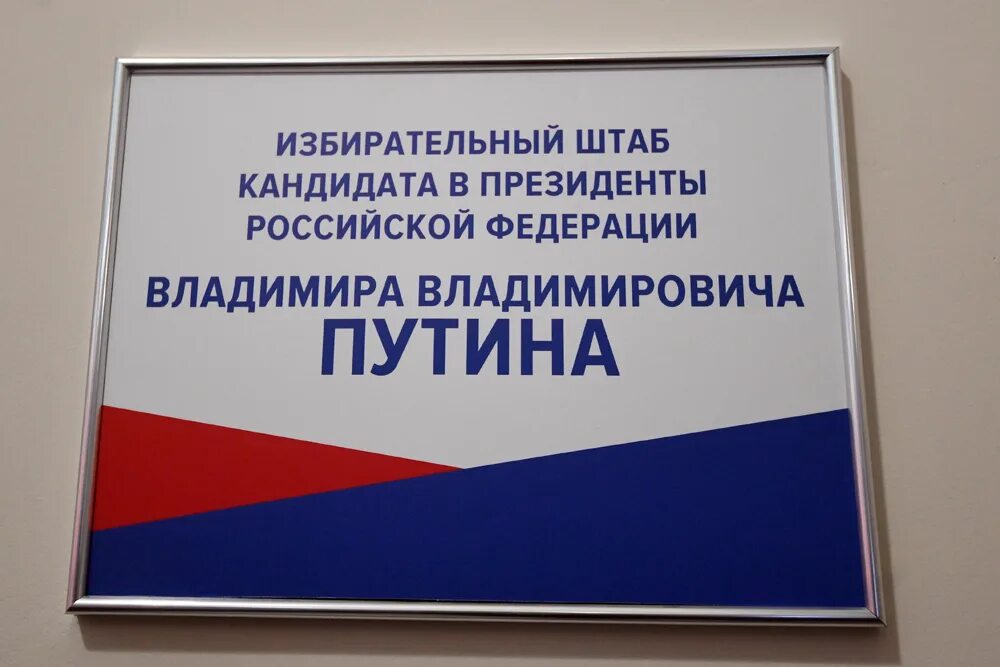 ИЗБИРАТЕЛЬНЫЙ ШТАБ
КАНДИДАТА В ПРЕЗИДЕНТЫ
РОССИЙСКОЙ ФЕДЕРАЦИИ
ВЛАДИМИРА ВЛАДИМИРОВИЧА
ПУТИНА